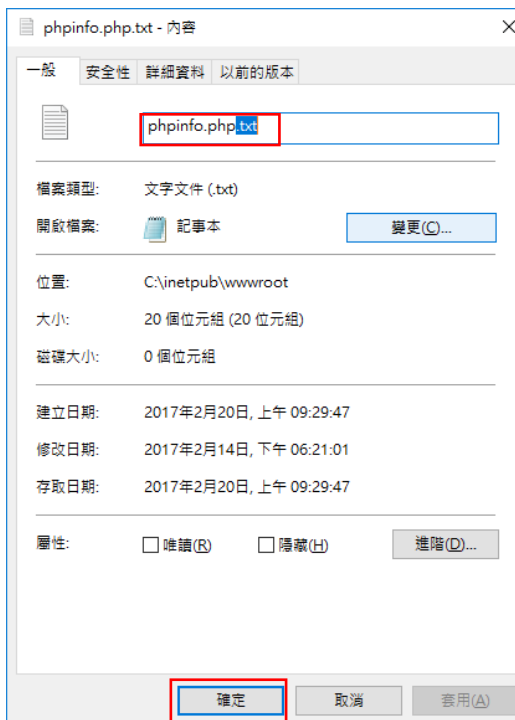 phpinfo.php.txt - 內容
一般 安全性 詳細資料 以前的版本
phpinfo.php.txt
檔案類型: 文字文件 (.txt)
開啟檔案: 記事本 變更(C)...
位置: C:\inetpub\wwwroot
大小: 20 個位元組 (20 位元組)
磁碟大小: 0 個位元組
建立日期: 2017年2月20日, 上午 09:29:47
修改日期: 2017年2月14日, 下午 06:21:01
存取日期: 2017年2月20日, 上午 09:29:47
屬性: 唯讀(R) 隱藏(H) 進階(D)...
確定 取消 套用(A)